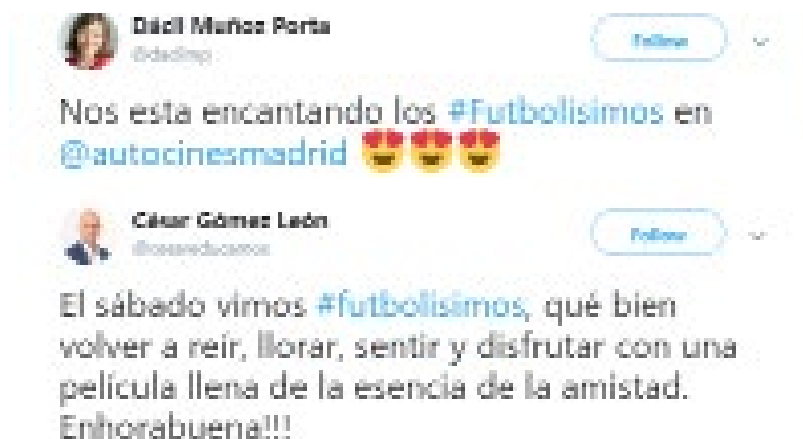 Dácil Muñoz Porta
Follow
Nos esta encantando los #Futbolisimos en
@autocinesmadrid 😍😍😍
César Gómez León
Follow
El sábado vimos #futbolisimos, qué bien
volver a reír, llorar, sentir y disfrutar con una
película llena de la esencia de la amistad.
Enhorabuena!!!